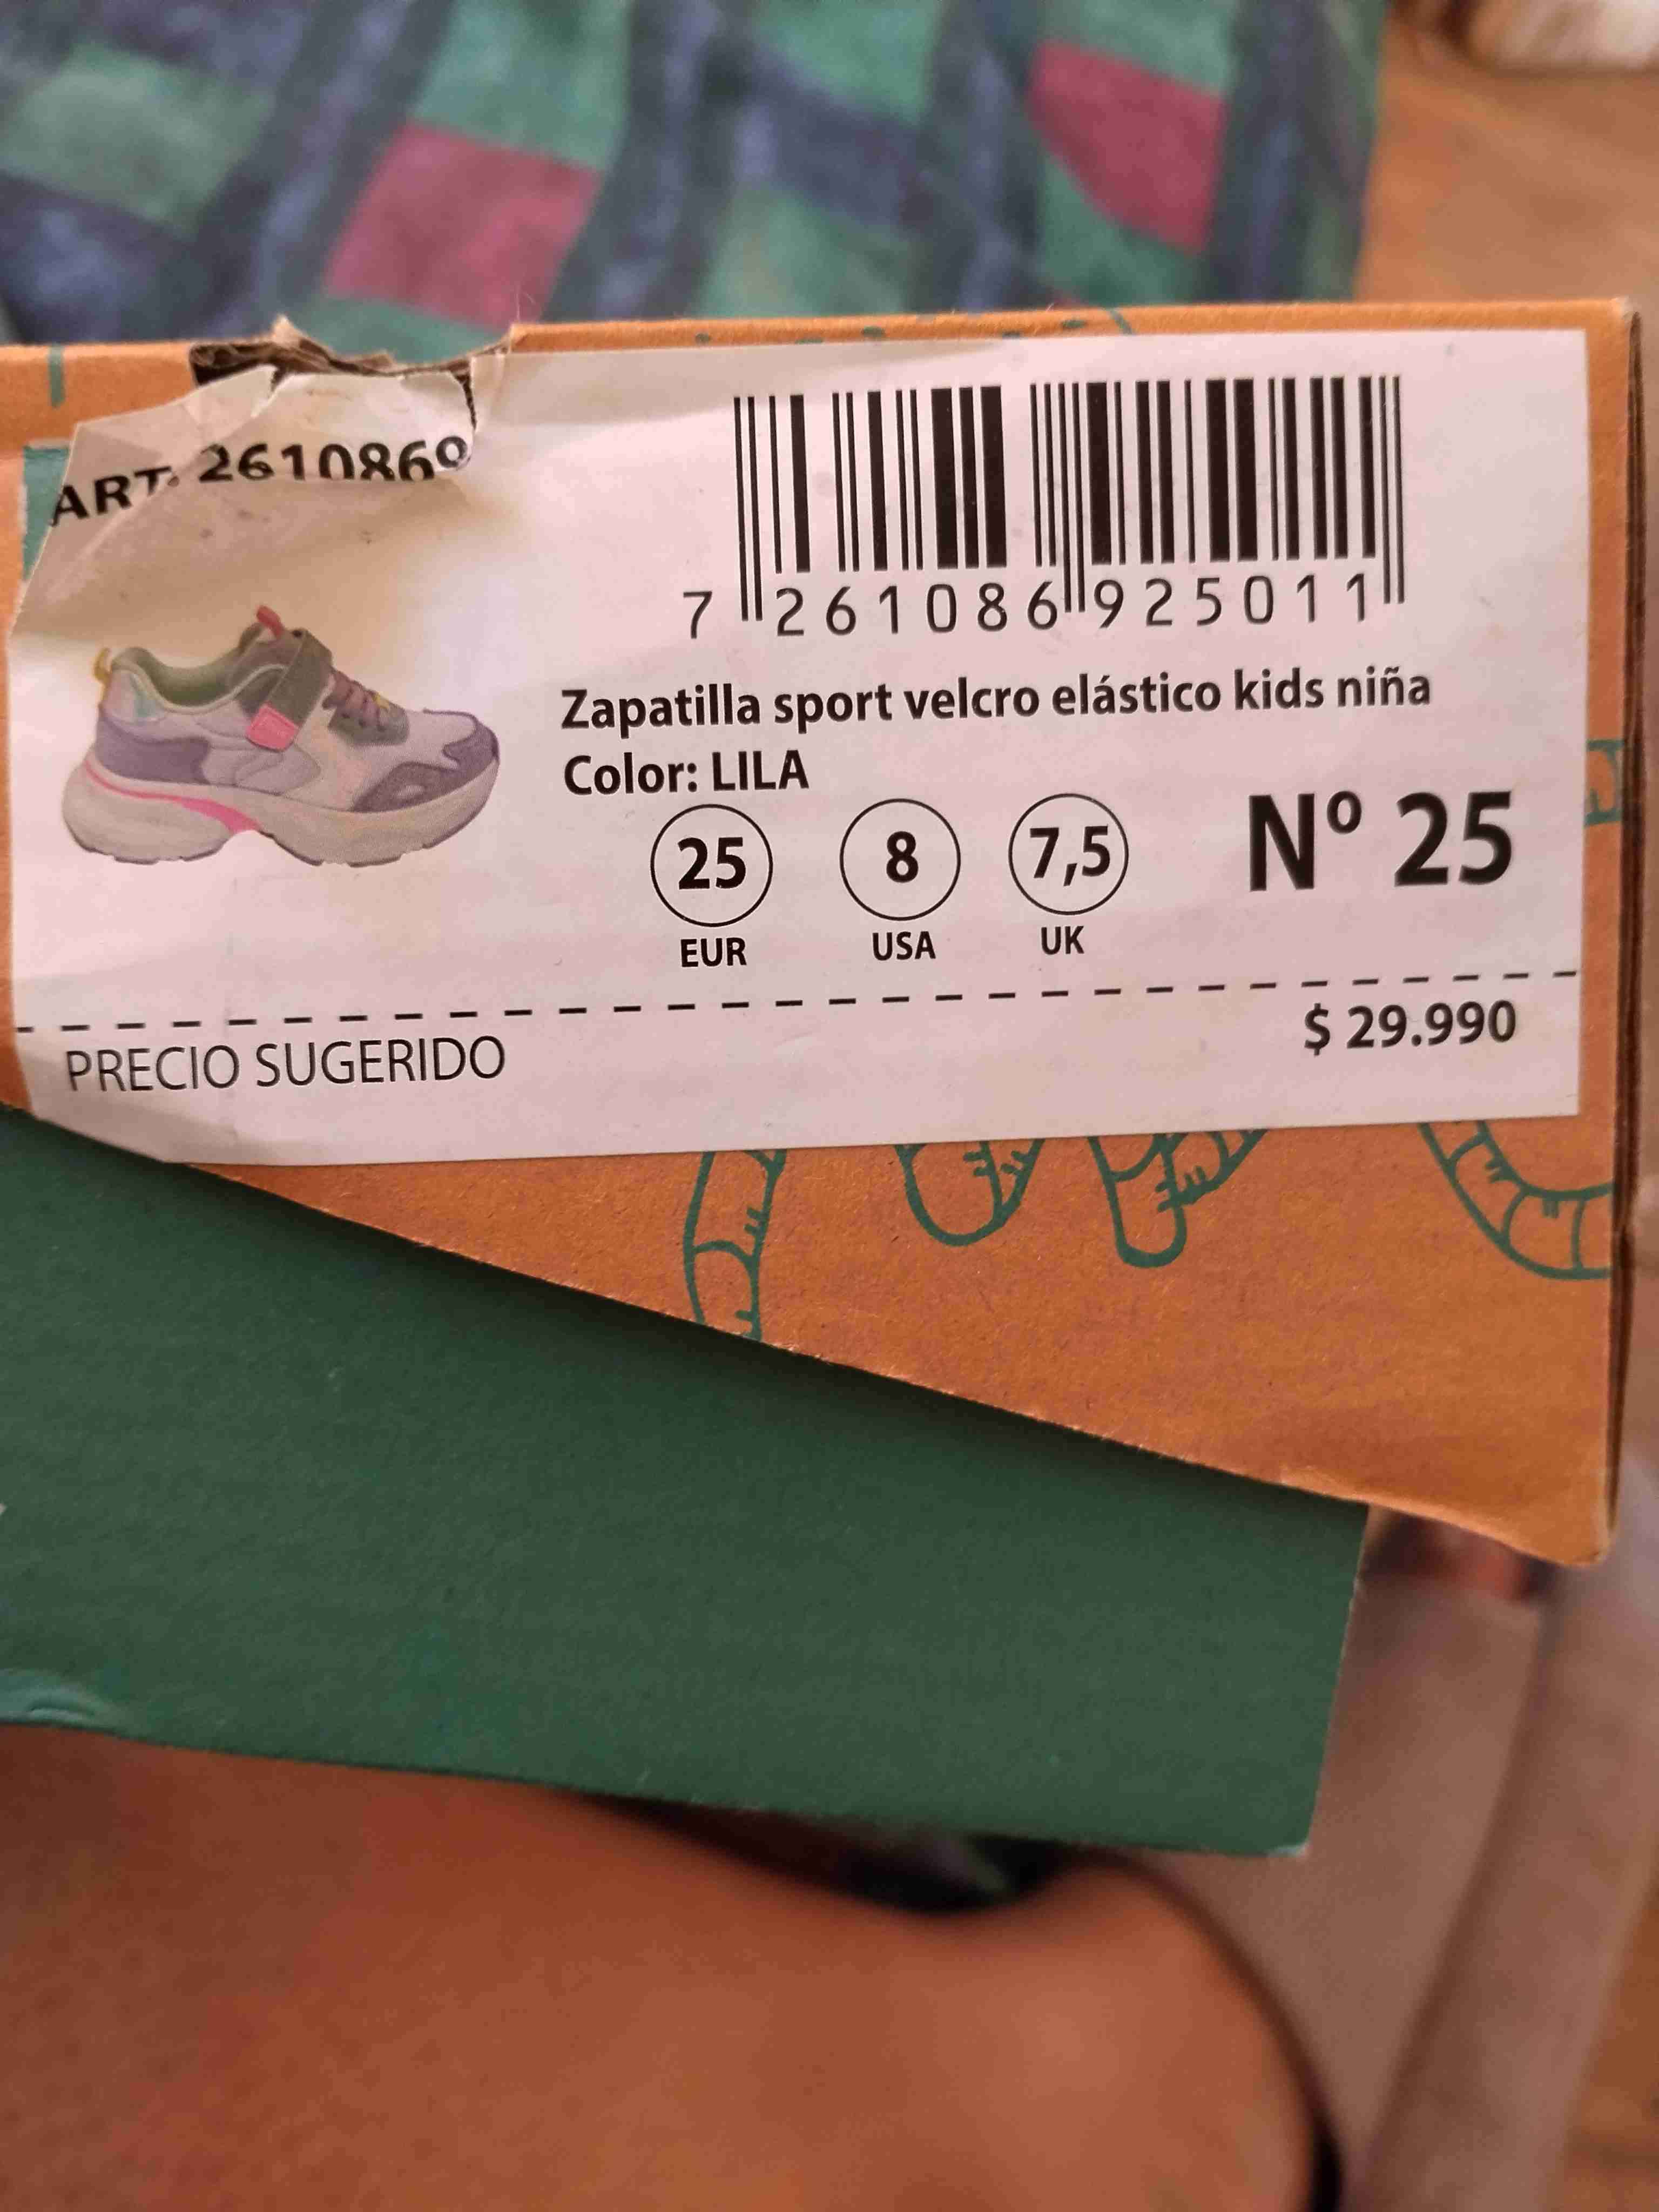 ART. 2610869
7 261086 925011
Zapatilla sport velcro elástico kids niña
Color: LILA
25 8 7,5 Nº 25
EUR USA UK
PRECIO SUGERIDO $ 29.990